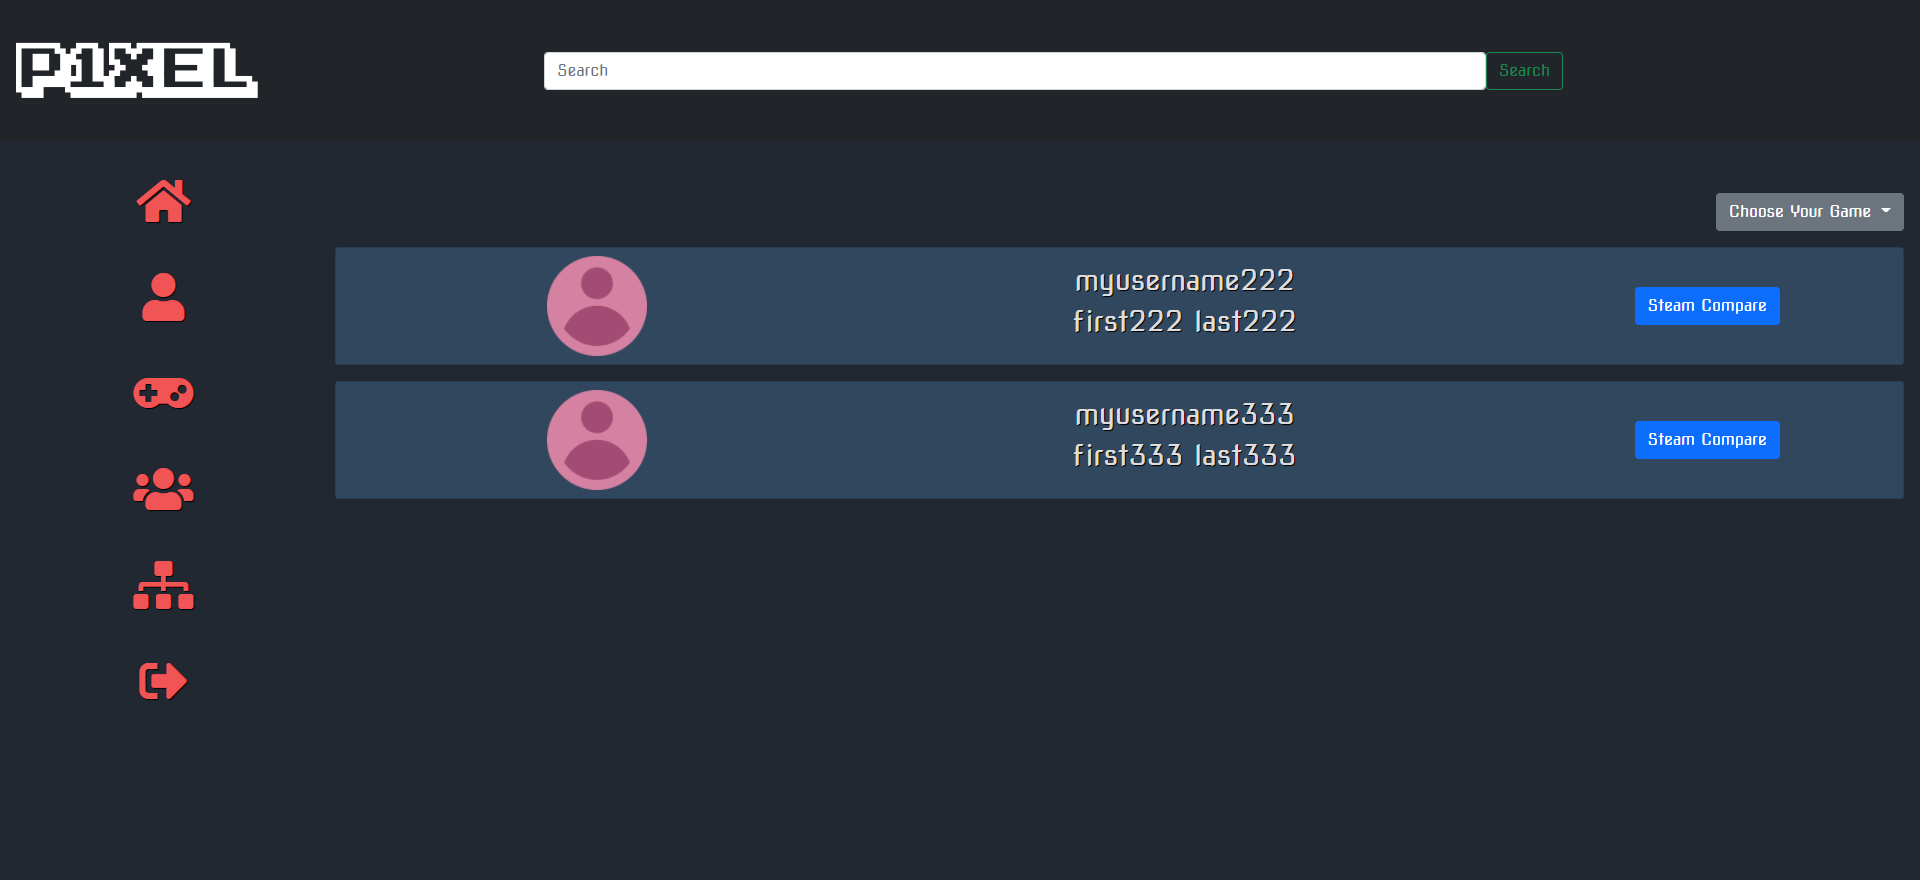 P1XEL
Search
Search
Choose Your Game
myusername222
first222 last222
Steam Compare
myusername333
first333 last333
Steam Compare